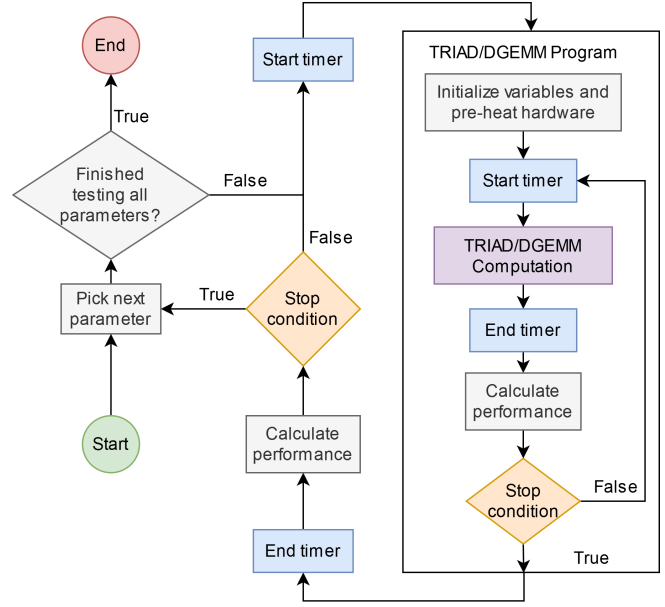 End
True
Finished
testing all
parameters?
False
Pick next
parameter
Start
Start timer
False
True
Stop
condition
Calculate
performance
End timer
TRIAD/DGEMM Program
Initialize variables and
pre-heat hardware
Start timer
TRIAD/DGEMM
Computation
End timer
Calculate
performance
Stop
condition
False
True